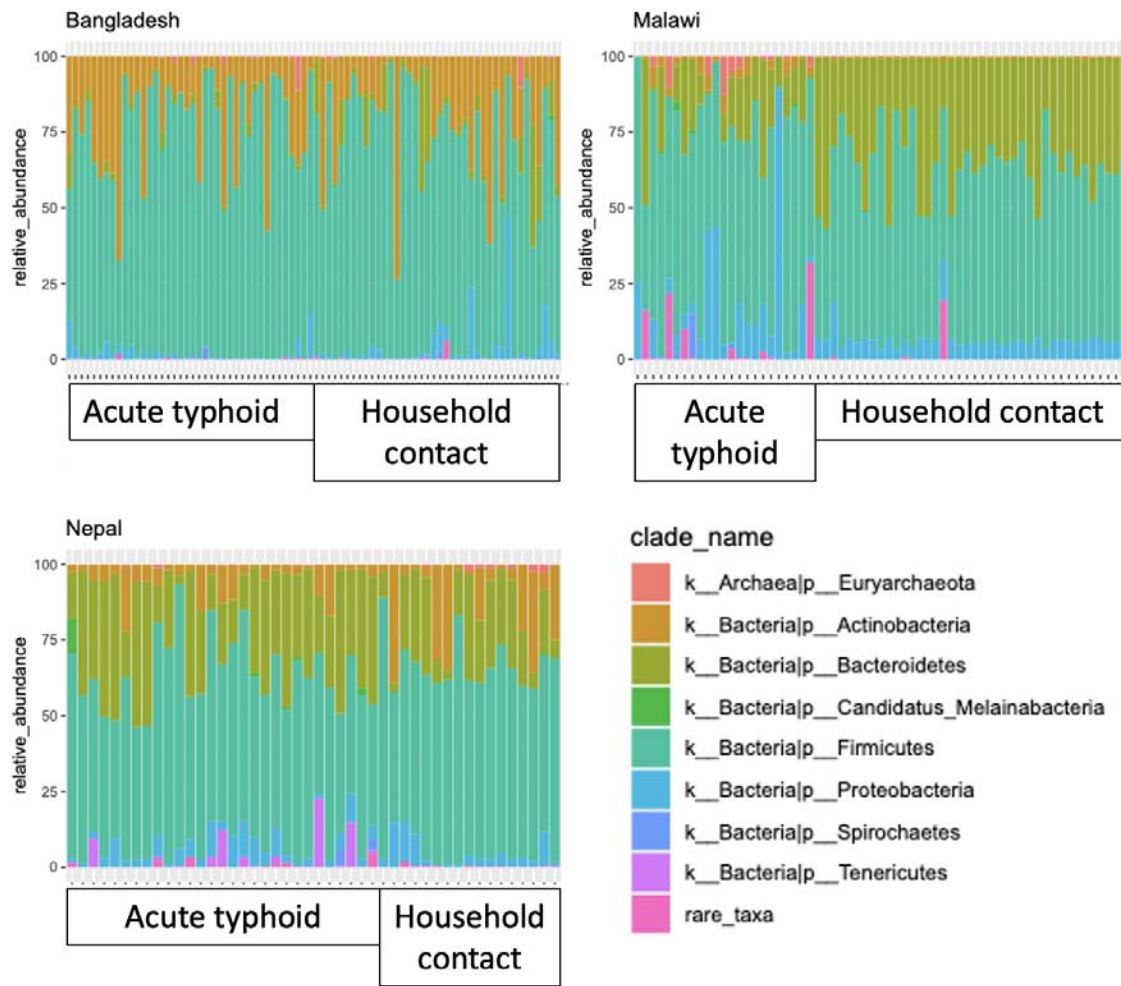 Bangladesh
100
75
50
25
0
relative_abundance
Acute typhoid
Household
contact
Malawi
100
75
50
25
0
relative_abundance
Acute
typhoid
Household contact
Nepal
100
75
50
25
0
relative_abundance
Acute typhoid
Household
contact
clade_name
k__Archaea|p__Euryarchaeota
k__Bacteria|p__Actinobacteria
k__Bacteria|p__Bacteroidetes
k__Bacteria|p__Candidatus_Melainabacteria
k__Bacteria|p__Firmicutes
k__Bacteria|p__Proteobacteria
k__Bacteria|p__Spirochaetes
k__Bacteria|p__Tenericutes
rare_taxa